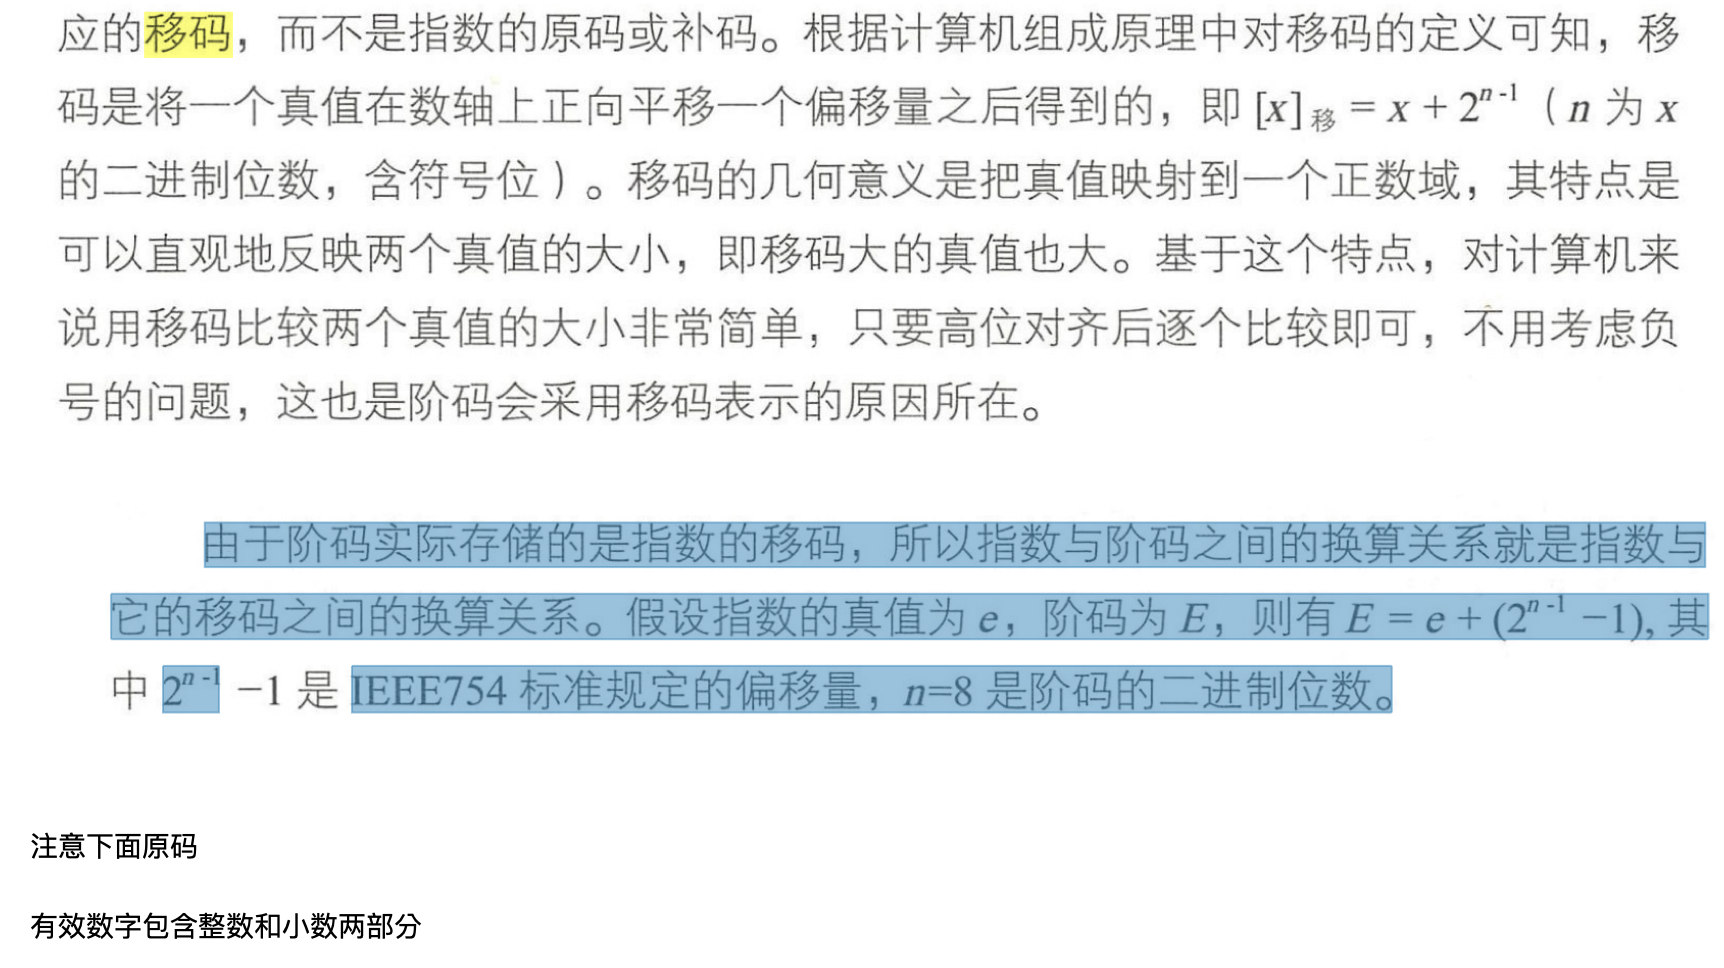 应的移码，而不是指数的原码或补码。根据计算机组成原理中对移码的定义可知，移
码是将一个真值在数轴上正向平移一个偏移量之后得到的，即 [x]移 = x + 2^{n-1}（n 为 x
的二进制位数，含符号位）。移码的几何意义是把真值映射到一个正数域，其特点是
可以直观地反映两个真值的大小，即移码大的真值也大。基于这个特点，对计算机来
说用移码比较两个真值的大小非常简单，只要高位对齐后逐个比较即可，不用考虑负
号的问题，这也是阶码会采用移码表示的原因所在。
由于阶码实际存储的是指数的移码，所以指数与阶码之间的换算关系就是指数与
它的移码之间的换算关系。假设指数的真值为 e，阶码为 E，则有 E = e + (2^{n-1} −1), 其
中 2^{n-1} −1 是 IEEE754 标准规定的偏移量，n=8 是阶码的二进制位数。
注意下面原码
有效数字包含整数和小数两部分